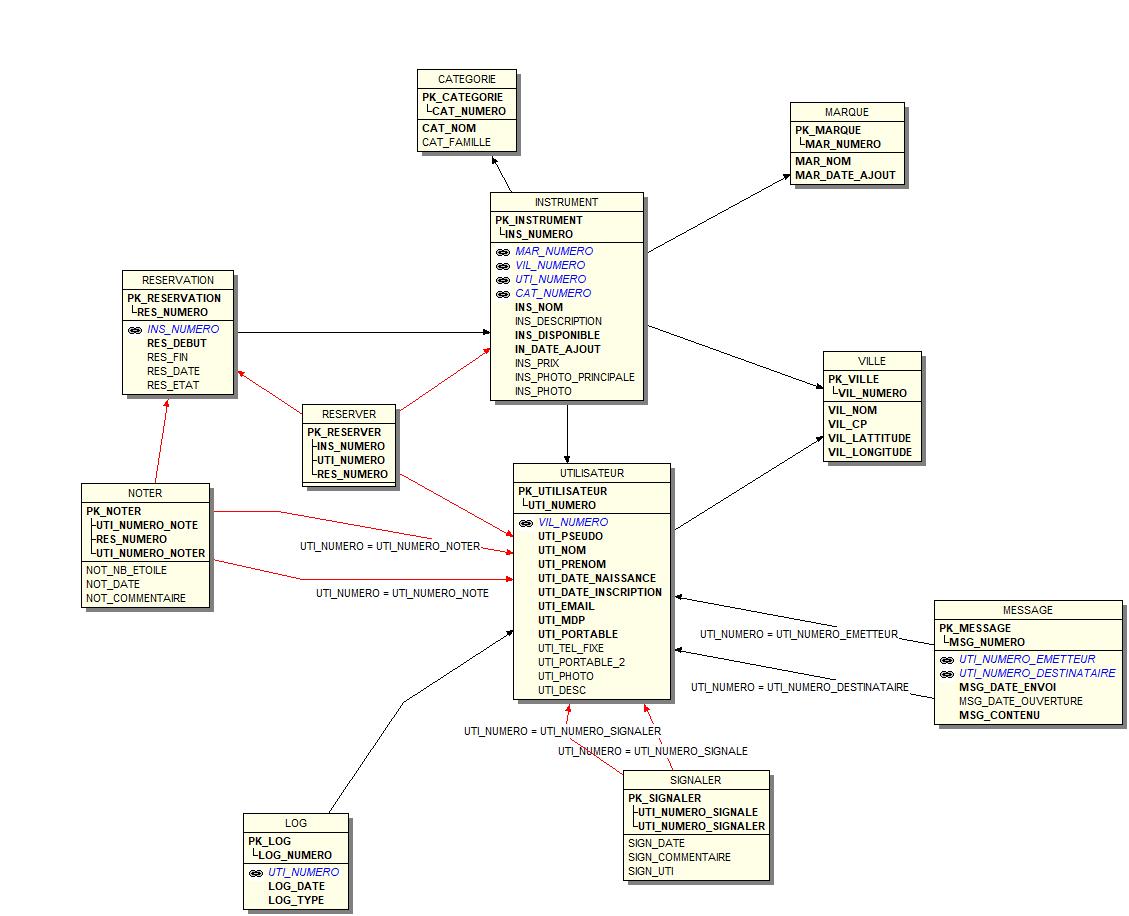 CATEGORIE
PK_CATEGORIE
CAT_NUMERO
CAT_NOM
CAT_FAMILLE
MARQUE
PK_MARQUE
MAR_NUMERO
MAR_NOM
MAR_DATE_AJOUT
INSTRUMENT
PK_INSTRUMENT
INS_NUMERO
MAR_NUMERO
VIL_NUMERO
UTI_NUMERO
CAT_NUMERO
INS_NOM
INS_DESCRIPTION
INS_DISPONIBLE
IN_DATE_AJOUT
INS_PRIX
INS_PHOTO_PRINCIPALE
INS_PHOTO
RESERVATION
PK_RESERVATION
RES_NUMERO
INS_NUMERO
RES_DEBUT
RES_FIN
RES_DATE
RES_ETAT
VILLE
PK_VILLE
VIL_NUMERO
VIL_NOM
VIL_CP
VIL_LATTITUDE
VIL_LONGITUDE
RESERVER
PK_RESERVER
INS_NUMERO
UTI_NUMERO
RES_NUMERO
UTILISATEUR
PK_UTILISATEUR
UTI_NUMERO
VIL_NUMERO
UTI_PSEUDO
UTI_NOM
UTI_PRENOM
UTI_DATE_NAISSANCE
UTI_DATE_INSCRIPTION
UTI_EMAIL
UTI_MDP
UTI_PORTABLE
UTI_TEL_FIXE
UTI_PORTABLE_2
UTI_PHOTO
UTI_DESC
NOTER
PK_NOTER
UTI_NUMERO_NOTE
RES_NUMERO
UTI_NUMERO_NOTER
NOT_NB_ETOILE
NOT_DATE
NOT_COMMENTAIRE
UTI_NUMERO = UTI_NUMERO_NOTER
UTI_NUMERO = UTI_NUMERO_NOTE
MESSAGE
PK_MESSAGE
MSG_NUMERO
UTI_NUMERO_EMETTEUR
UTI_NUMERO_DESTINATAIRE
MSG_DATE_ENVOI
MSG_DATE_OUVERTURE
MSG_CONTENU
UTI_NUMERO = UTI_NUMERO_EMETTEUR
UTI_NUMERO = UTI_NUMERO_DESTINATAIRE
UTI_NUMERO = UTI_NUMERO_SIGNALER
UTI_NUMERO = UTI_NUMERO_SIGNALE
SIGNALER
PK_SIGNALER
UTI_NUMERO_SIGNALE
UTI_NUMERO_SIGNALER
SIGN_DATE
SIGN_COMMENTAIRE
SIGN_UTI
LOG
PK_LOG
LOG_NUMERO
UTI_NUMERO
LOG_DATE
LOG_TYPE